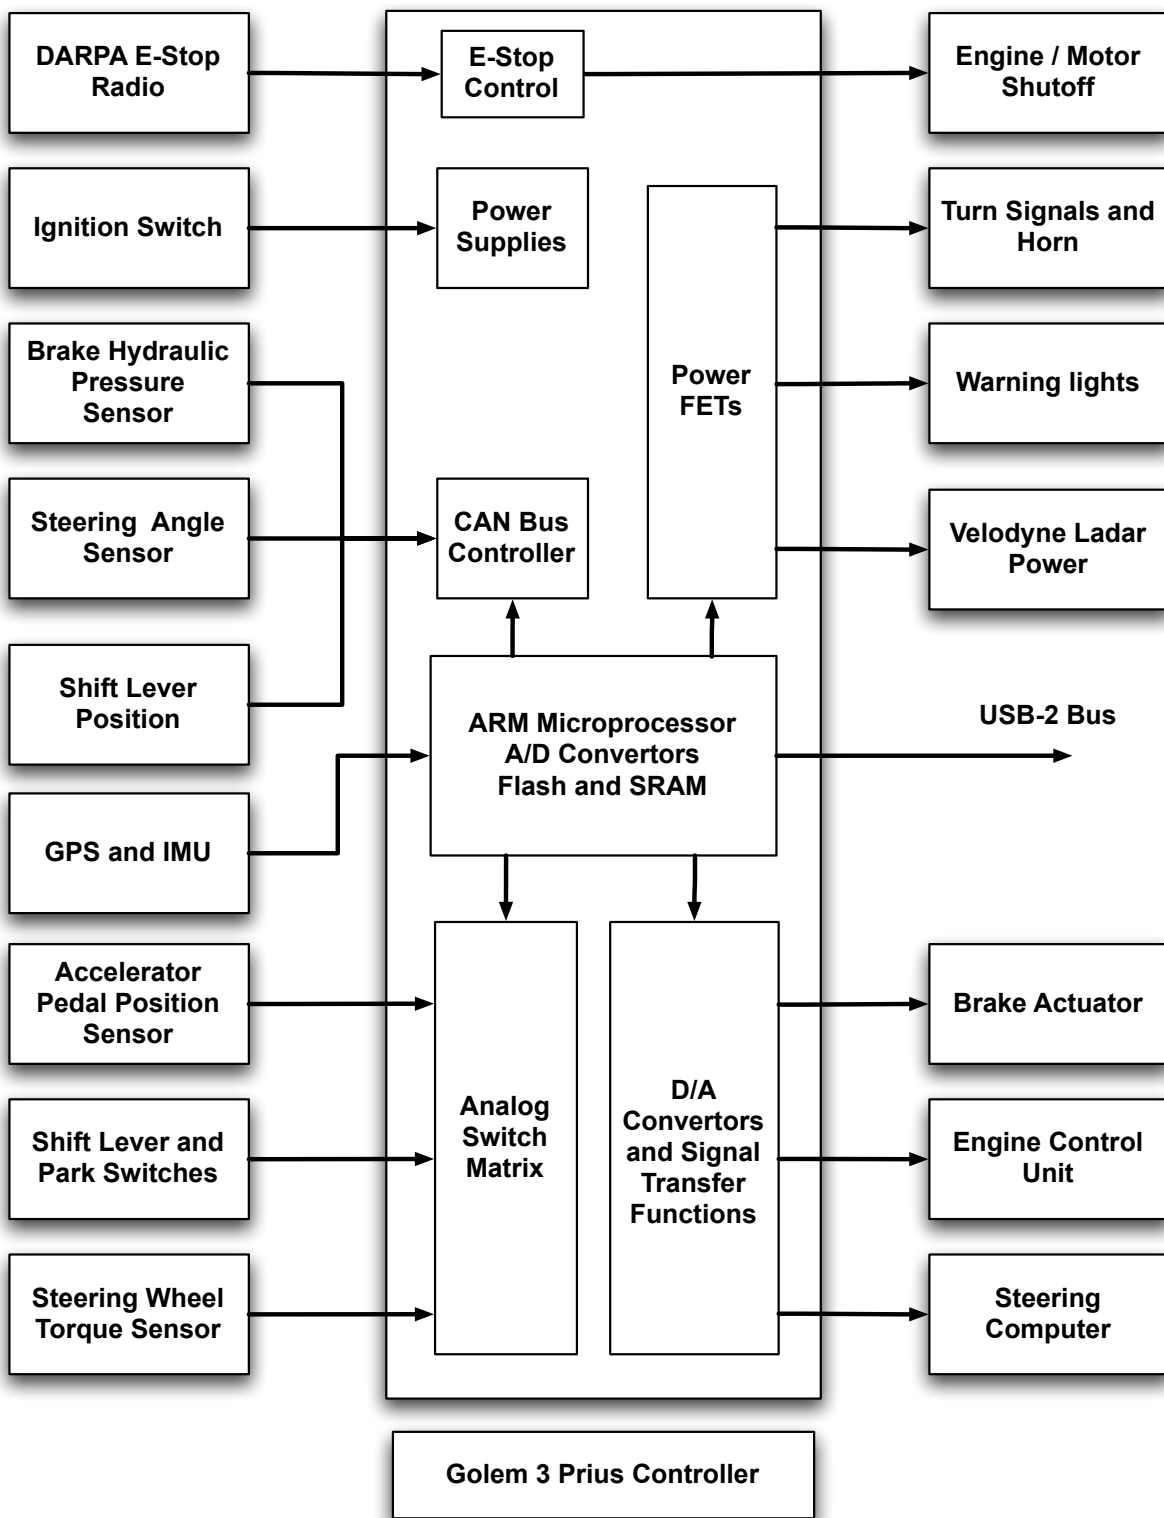 DARPA E-Stop
Radio
E-Stop
Control
Engine / Motor
Shutoff
Ignition Switch
Power
Supplies
Turn Signals and
Horn
Brake Hydraulic
Pressure
Sensor
Power
FETs
Warning lights
Steering Angle
Sensor
CAN Bus
Controller
Velodyne Ladar
Power
Shift Lever
Position
ARM Microprocessor
A/D Convertors
Flash and SRAM
USB-2 Bus
GPS and IMU
Accelerator
Pedal Position
Sensor
Brake Actuator
Analog
Switch
Matrix
D/A
Convertors
and Signal
Transfer
Functions
Shift Lever and
Park Switches
Engine Control
Unit
Steering Wheel
Torque Sensor
Steering
Computer
Golem 3 Prius Controller